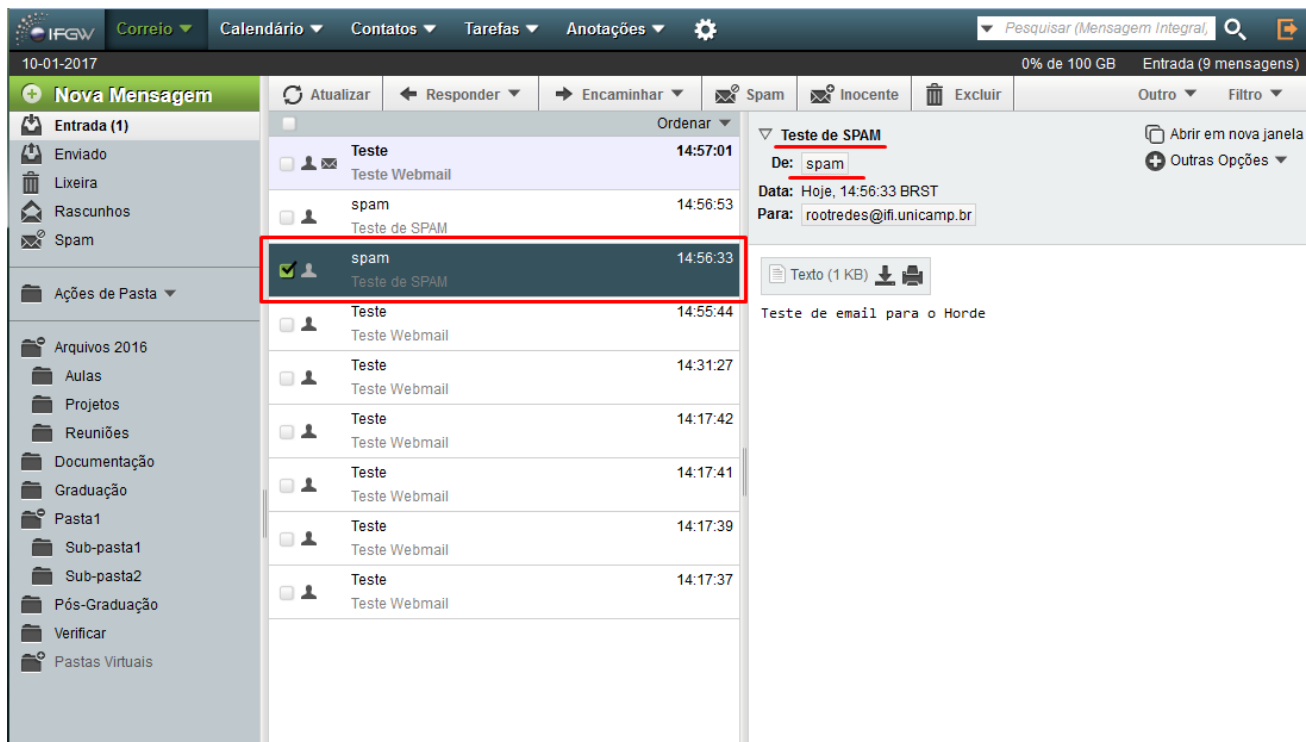 IFGW Correio Calendário Contatos Tarefas Anotações Pesquisar (Mensagem Integral,
10-01-2017 0% de 100 GB Entrada (9 mensagens)
Nova Mensagem
Entrada (1)
Enviado
Lixeira
Rascunhos
Spam
Ações de Pasta
Arquivos 2016
Aulas
Projetos
Reuniões
Documentação
Graduação
Pasta1
Sub-pasta1
Sub-pasta2
Pós-Graduação
Verificar
Pastas Virtuais
Atualizar Responder Encaminhar Spam Inocente Excluir Outro Filtro
Ordenar
Teste 14:57:01
Teste Webmail
spam 14:56:53
Teste de SPAM
spam 14:56:33
Teste de SPAM
Teste 14:55:44
Teste Webmail
Teste 14:31:27
Teste Webmail
Teste 14:17:42
Teste Webmail
Teste 14:17:41
Teste Webmail
Teste 14:17:39
Teste Webmail
Teste 14:17:37
Teste Webmail
Teste de SPAM Abrir em nova janela
De: spam Outras Opções
Data: Hoje, 14:56:33 BRST
Para: rootredes@ifi.unicamp.br
Texto (1 KB)
Teste de email para o Horde